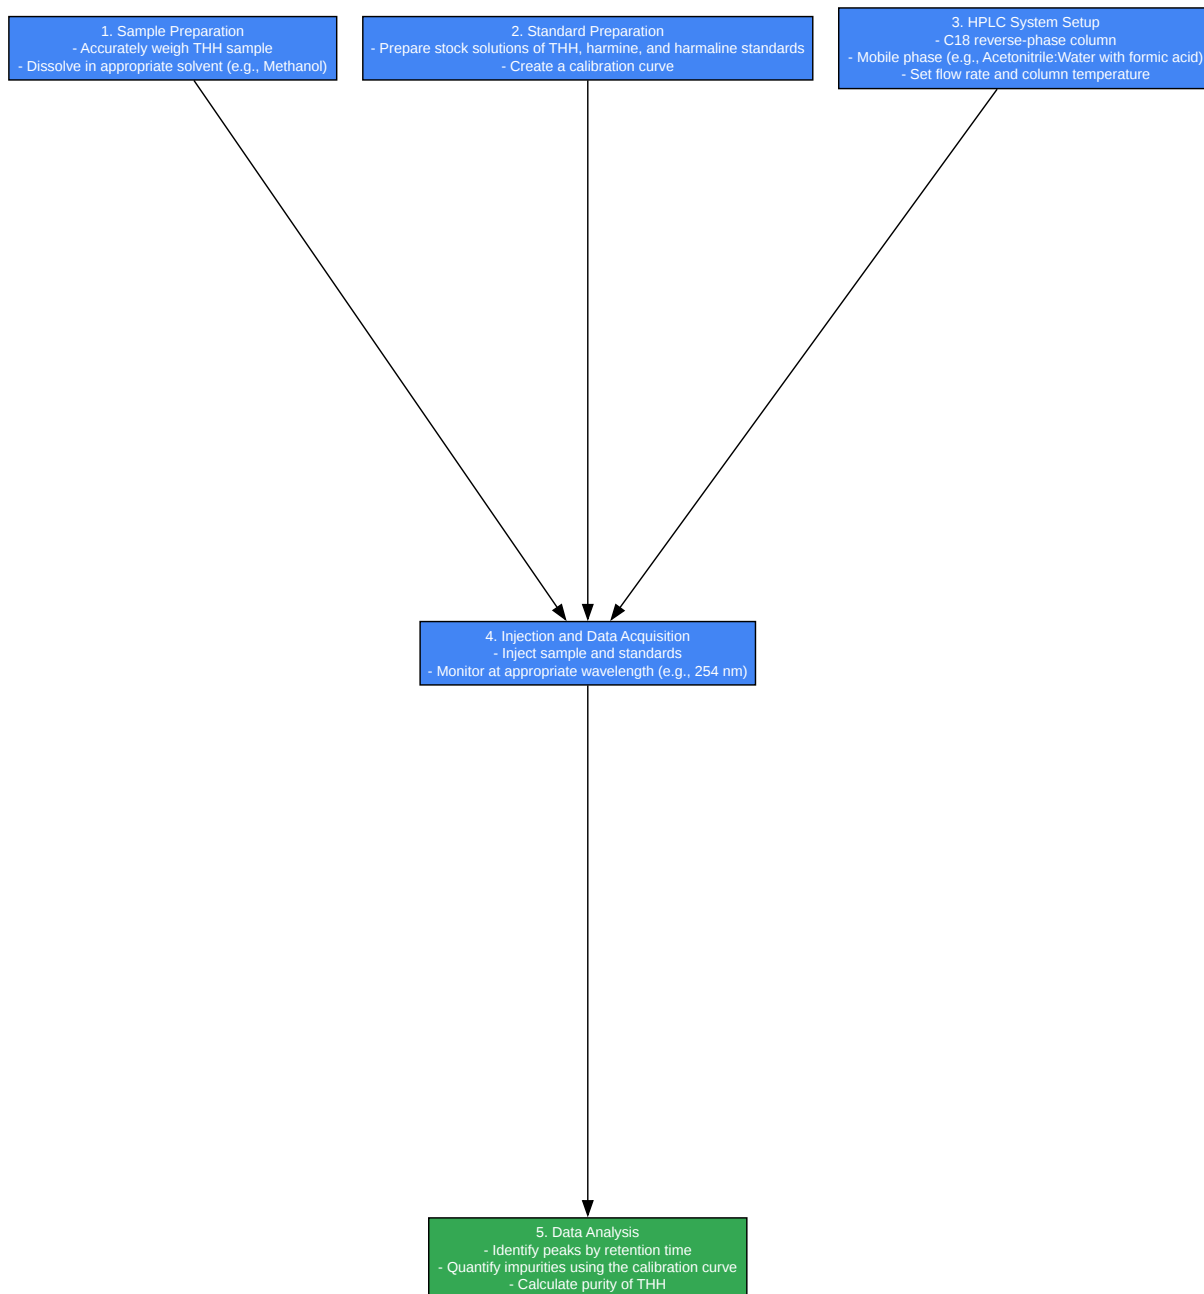 1. Sample Preparation
- Accurately weigh THH sample
- Dissolve in appropriate solvent (e.g., Methanol)
2. Standard Preparation
- Prepare stock solutions of THH, harmine, and harmaline standards
- Create a calibration curve
3. HPLC System Setup
- C18 reverse-phase column
- Mobile phase (e.g., Acetonitrile:Water with formic acid)
- Set flow rate and column temperature
4. Injection and Data Acquisition
- Inject sample and standards
- Monitor at appropriate wavelength (e.g., 254 nm)
5. Data Analysis
- Identify peaks by retention time
- Quantify impurities using the calibration curve
- Calculate purity of THH